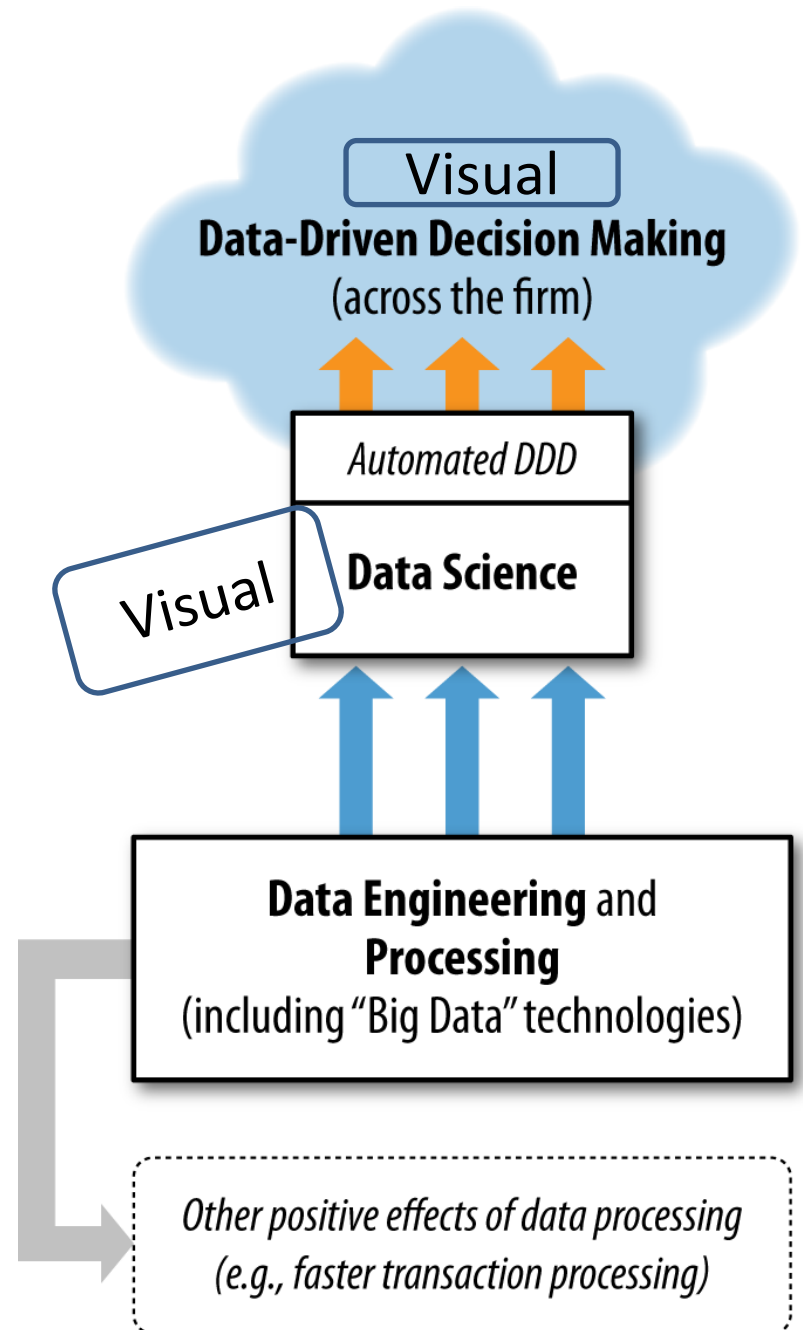 Visual
Data-Driven Decision Making
(across the firm)
Automated DDD
Visual
Data Science
Data Engineering and
Processing
(including “Big Data” technologies)
Other positive effects of data processing
(e.g., faster transaction processing)